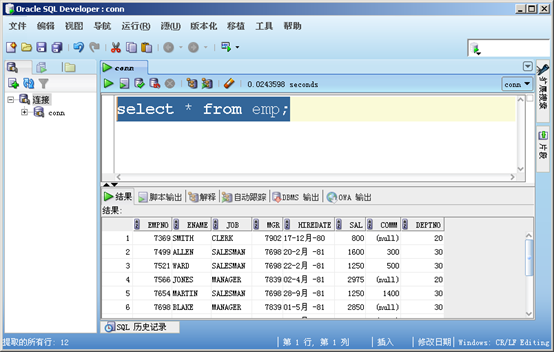 Oracle SQL Developer : conn
文件 编辑 视图 导航 运行(R) 源(U) 版本化 移植 工具 帮助
conn
0.0243598 seconds
conn
连接
conn
select * from emp;
扩展搜索
片段
结果 脚本输出 解释 自动跟踪 DBMS 输出 OWA 输出
结果:
EMPNO ENAME JOB MGR HIREDATE SAL COMM DEPTNO
1 7369 SMITH CLERK 7902 17-12月-80 800 (null) 20
2 7499 ALLEN SALESMAN 7698 20-2月 -81 1600 300 30
3 7521 WARD SALESMAN 7698 22-2月 -81 1250 500 30
4 7566 JONES MANAGER 7839 02-4月 -81 2975 (null) 20
5 7654 MARTIN SALESMAN 7698 28-9月 -81 1250 1400 30
6 7698 BLAKE MANAGER 7839 01-5月 -81 2850 (null) 30
SQL 历史记录
提取的所有行: 12 第 1 行, 第 1 列 插入 修改日期 Windows: CR/LF Editing